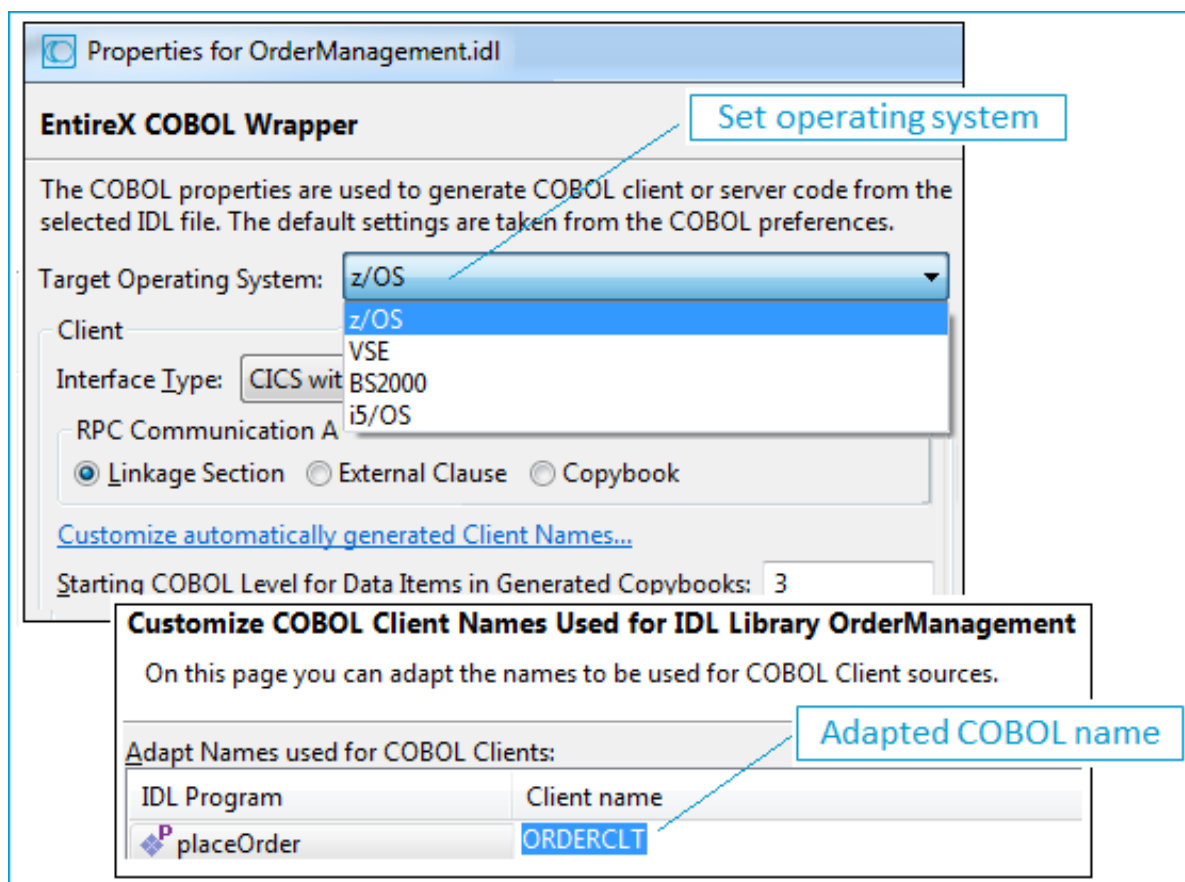 Properties for OrderManagement.idl
EntireX COBOL Wrapper
Set operating system
The COBOL properties are used to generate COBOL client or server code from the
selected IDL file. The default settings are taken from the COBOL preferences.
Target Operating System: z/OS
z/OS
VSE
BS2000
i5/OS
Client
Interface Type: CICS wit
RPC Communication A
Linkage Section External Clause Copybook
Customize automatically generated Client Names...
Starting COBOL Level for Data Items in Generated Copybooks: 3
Customize COBOL Client Names Used for IDL Library OrderManagement
On this page you can adapt the names to be used for COBOL Client sources.
Adapted COBOL name
Adapt Names used for COBOL Clients:
IDL Program Client name
P placeOrder ORDERCLT